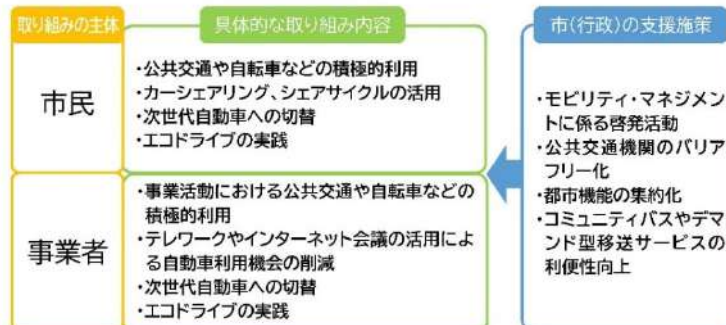 取り組みの主体
具体的な取り組み内容
市(行政)の支援施策
市民
・公共交通や自転車などの積極的利用
・カーシェアリング、シェアサイクルの活用
・次世代自動車への切替
・エコドライブの実践
事業者
・事業活動における公共交通や自転車などの
積極的利用
・テレワークやインターネット会議の活用によ
る自動車利用機会の削減
・次世代自動車への切替
・エコドライブの実践
・モビリティ・マネジメン
トに係る啓発活動
・公共交通機関のバリア
フリー化
・都市機能の集約化
・コミュニティバスやデマ
ンド型移送サービスの
利便性向上